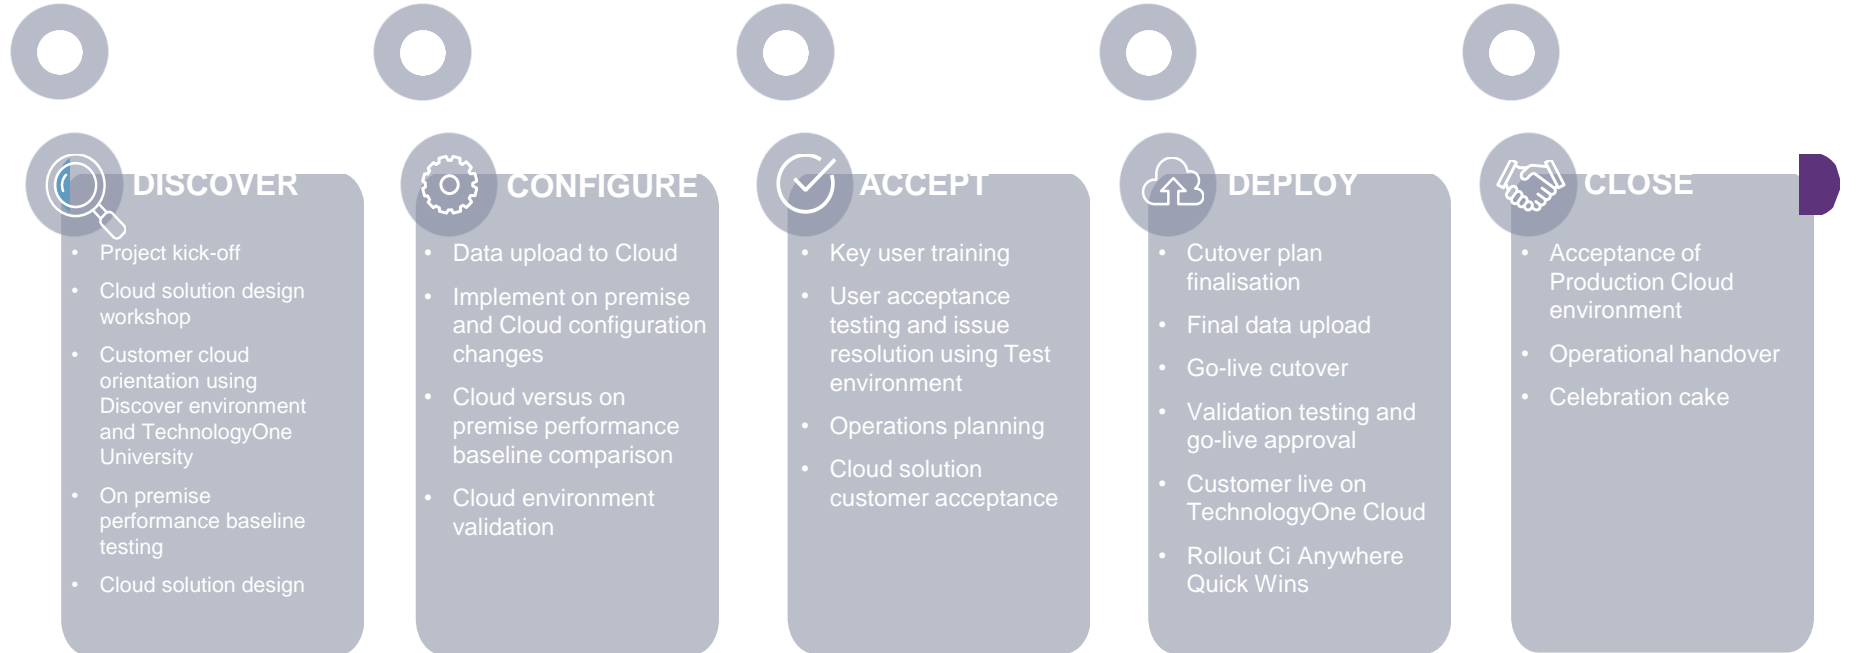 DISCOVER
• Project kick-off
• Cloud solution design
workshop
• Customer cloud
orientation using
Discover environment
and TechnologyOne
University
• On premise
performance baseline
testing
• Cloud solution design
CONFIGURE
• Data upload to Cloud
• Implement on premise
and Cloud configuration
changes
• Cloud versus on
premise performance
baseline comparison
• Cloud environment
validation
ACCEPT
• Key user training
• User acceptance
testing and issue
resolution using Test
environment
• Operations planning
• Cloud solution
customer acceptance
DEPLOY
• Cutover plan
finalisation
• Final data upload
• Go-live cutover
• Validation testing and
go-live approval
• Customer live on
TechnologyOne Cloud
• Rollout Ci Anywhere
Quick Wins
CLOSE
• Acceptance of
Production Cloud
environment
• Operational handover
• Celebration cake